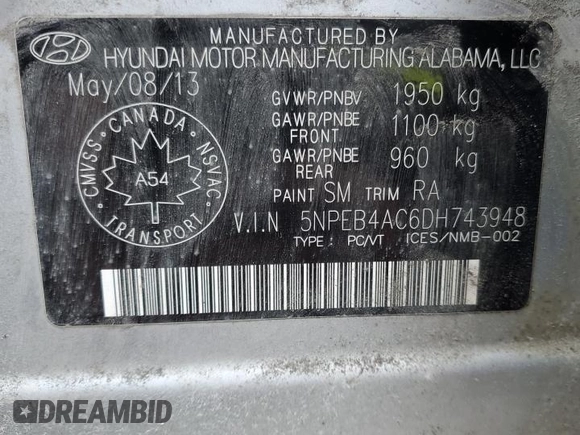 MANUFACTURED BY
HYUNDAI MOTOR MANUFACTURING ALABAMA, LLC
May/08/13
GVWR/PNBV 1950 kg
GAWR/PNBE FRONT 1100 kg
GAWR/PNBE REAR 960 kg
PAINT SM TRIM RA
V.I.N 5NPEB4AC6DH743948
TYPE : PC/VT ICES/NMB-002
CANADA
CMVSS · NSVAC
A54
TRANSPORT
DREAMBID